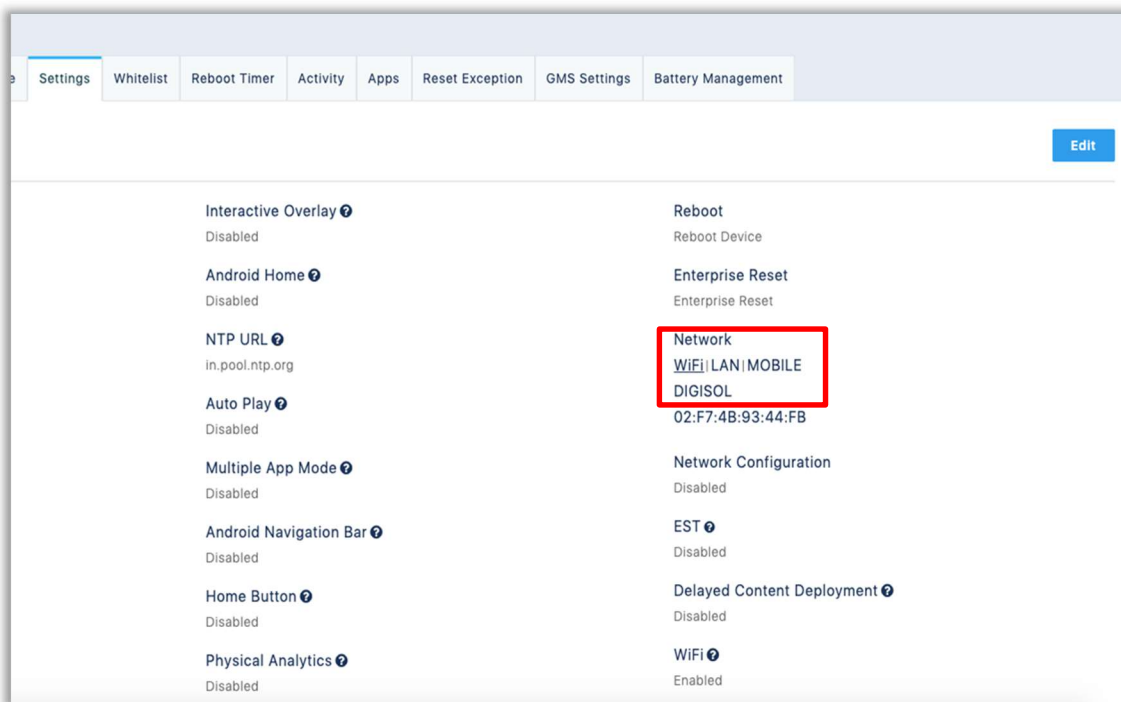 e Settings Whitelist Reboot Timer Activity Apps Reset Exception GMS Settings Battery Management
Edit
Interactive Overlay
Disabled
Android Home
Disabled
NTP URL
in.pool.ntp.org
Auto Play
Disabled
Multiple App Mode
Disabled
Android Navigation Bar
Disabled
Home Button
Disabled
Physical Analytics
Disabled
Reboot
Reboot Device
Enterprise Reset
Enterprise Reset
Network
WiFi|LAN|MOBILE
DIGISOL
02:F7:4B:93:44:FB
Network Configuration
Disabled
EST
Disabled
Delayed Content Deployment
Disabled
WiFi
Enabled